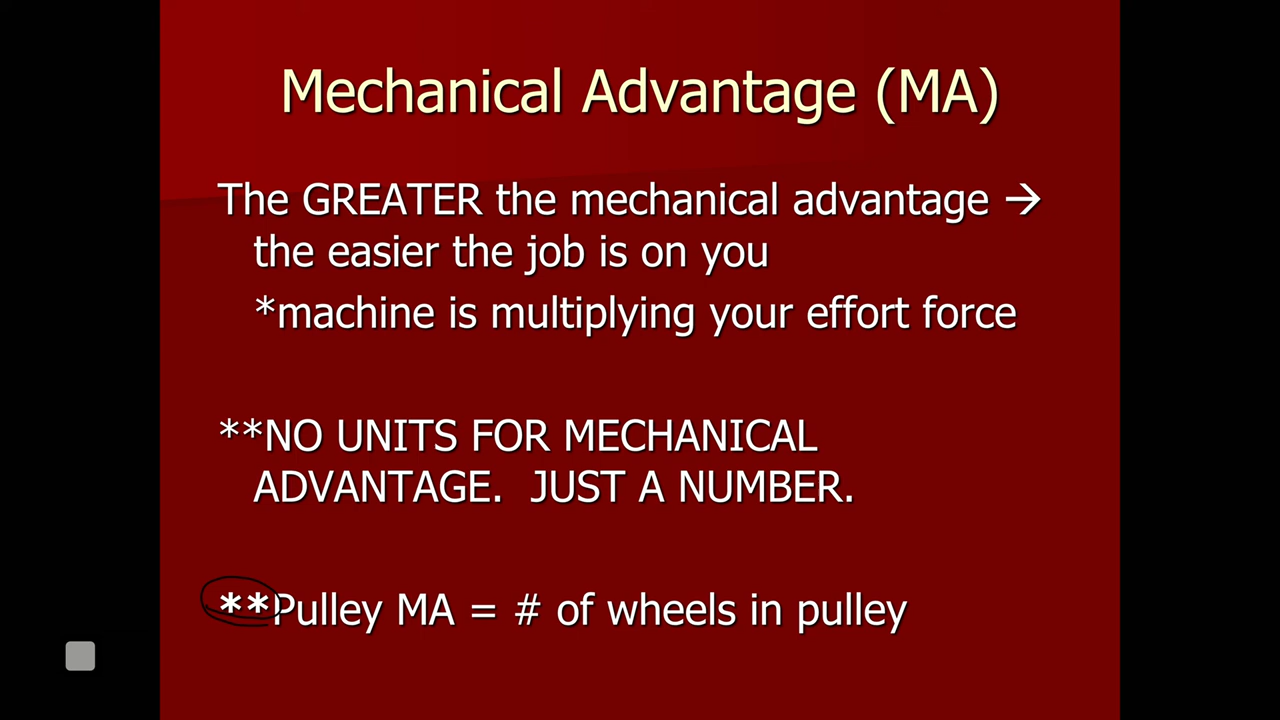 Mechanical Advantage (MA)
The GREATER the mechanical advantage →
the easier the job is on you
*machine is multiplying your effort force
**NO UNITS FOR MECHANICAL
ADVANTAGE.  JUST A NUMBER.
**Pulley MA = # of wheels in pulley